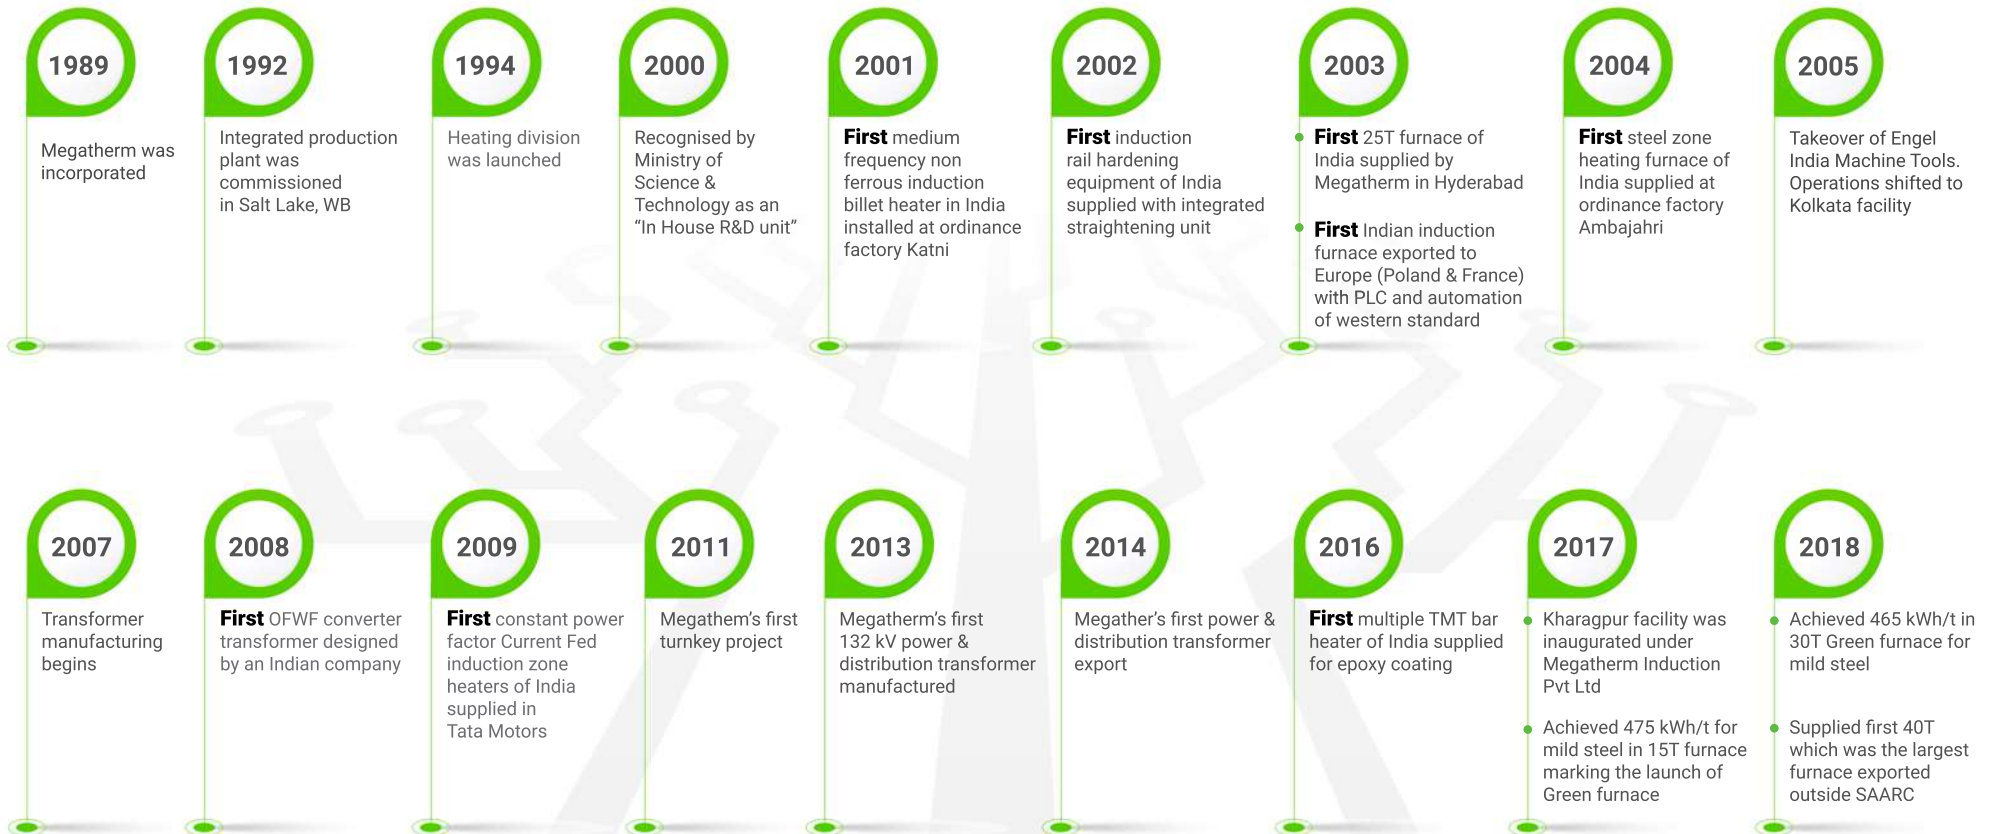 1989
Megatherm was
incorporated
1992
Integrated production
plant was
commissioned
in Salt Lake, WB
1994
Heating division
was launched
2000
Recognised by
Ministry of
Science &
Technology as an
“In House R&D unit”
2001
First medium
frequency non
ferrous induction
billet heater in India
installed at ordinance
factory Katni
2002
First induction
rail hardening
equipment of India
supplied with integrated
straightening unit
2003
First 25T furnace of
India supplied by
Megatherm in Hyderabad
First Indian induction
furnace exported to
Europe (Poland & France)
with PLC and automation
of western standard
2004
First steel zone
heating furnace of
India supplied at
ordinance factory
Ambajahri
2005
Takeover of Engel
India Machine Tools.
Operations shifted to
Kolkata facility
2007
Transformer
manufacturing
begins
2008
First OFWF converter
transformer designed
by an Indian company
2009
First constant power
factor Current Fed
induction zone
heaters of India
supplied in
Tata Motors
2011
Megathem’s first
turnkey project
2013
Megatherm’s first
132 kV power &
distribution transformer
manufactured
2014
Megather’s first power &
distribution transformer
export
2016
First multiple TMT bar
heater of India supplied
for epoxy coating
2017
Kharagpur facility was
inaugurated under
Megatherm Induction
Pvt Ltd
Achieved 475 kWh/t for
mild steel in 15T furnace
marking the launch of
Green furnace
2018
Achieved 465 kWh/t in
30T Green furnace for
mild steel
Supplied first 40T
which was the largest
furnace exported
outside SAARC